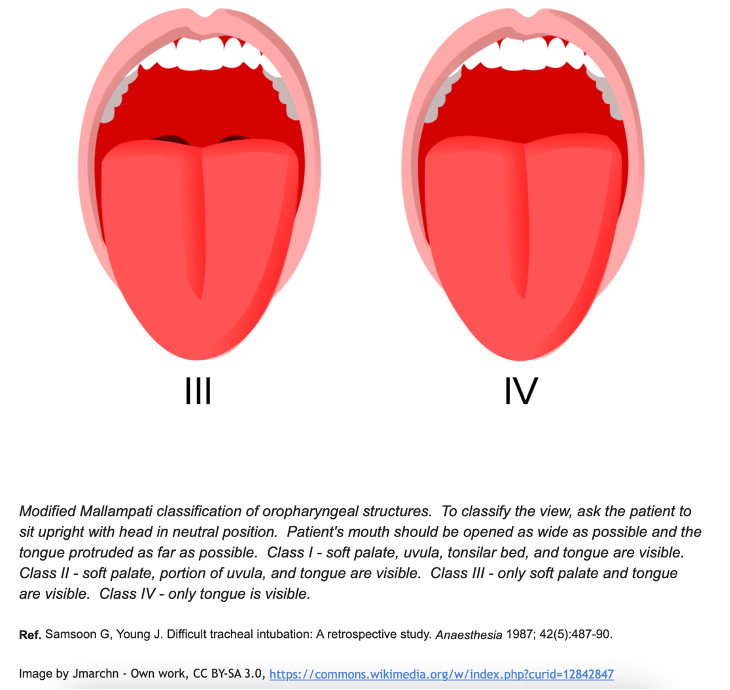 III
IV
Modified Mallampati classification of oropharyngeal structures.  To classify the view, ask the patient to
sit upright with head in neutral position.  Patient's mouth should be opened as wide as possible and the
tongue protruded as far as possible.  Class I - soft palate, uvula, tonsilar bed, and tongue are visible.
Class II - soft palate, portion of uvula, and tongue are visible.  Class III - only soft palate and tongue
are visible.  Class IV - only tongue is visible.
Ref. Samsoon G, Young J. Difficult tracheal intubation: A retrospective study. Anaesthesia 1987; 42(5):487-90.
Image by Jmarchn - Own work, CC BY-SA 3.0, https://commons.wikimedia.org/w/index.php?curid=12842847